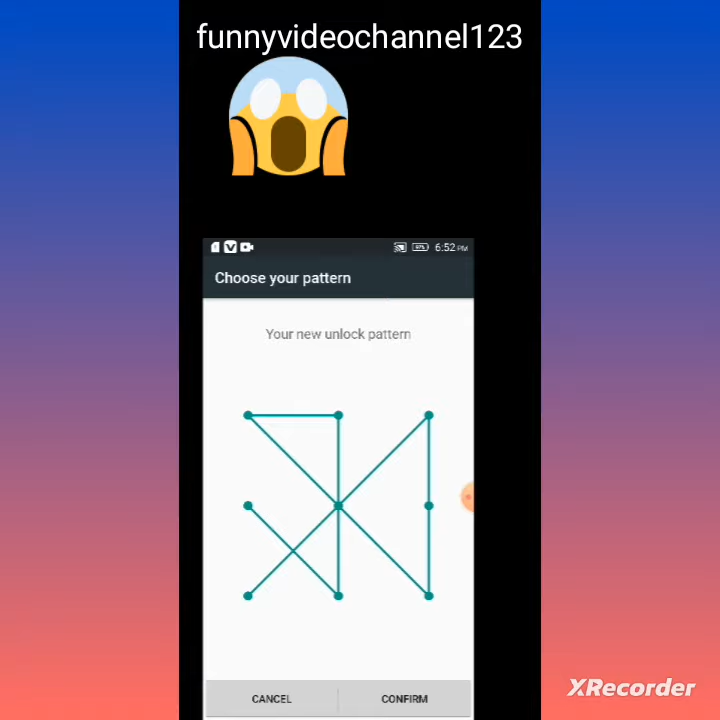 funnyvideochannel123
6:52 PM
Choose your pattern
Your new unlock pattern
CANCEL
CONFIRM
XRecorder